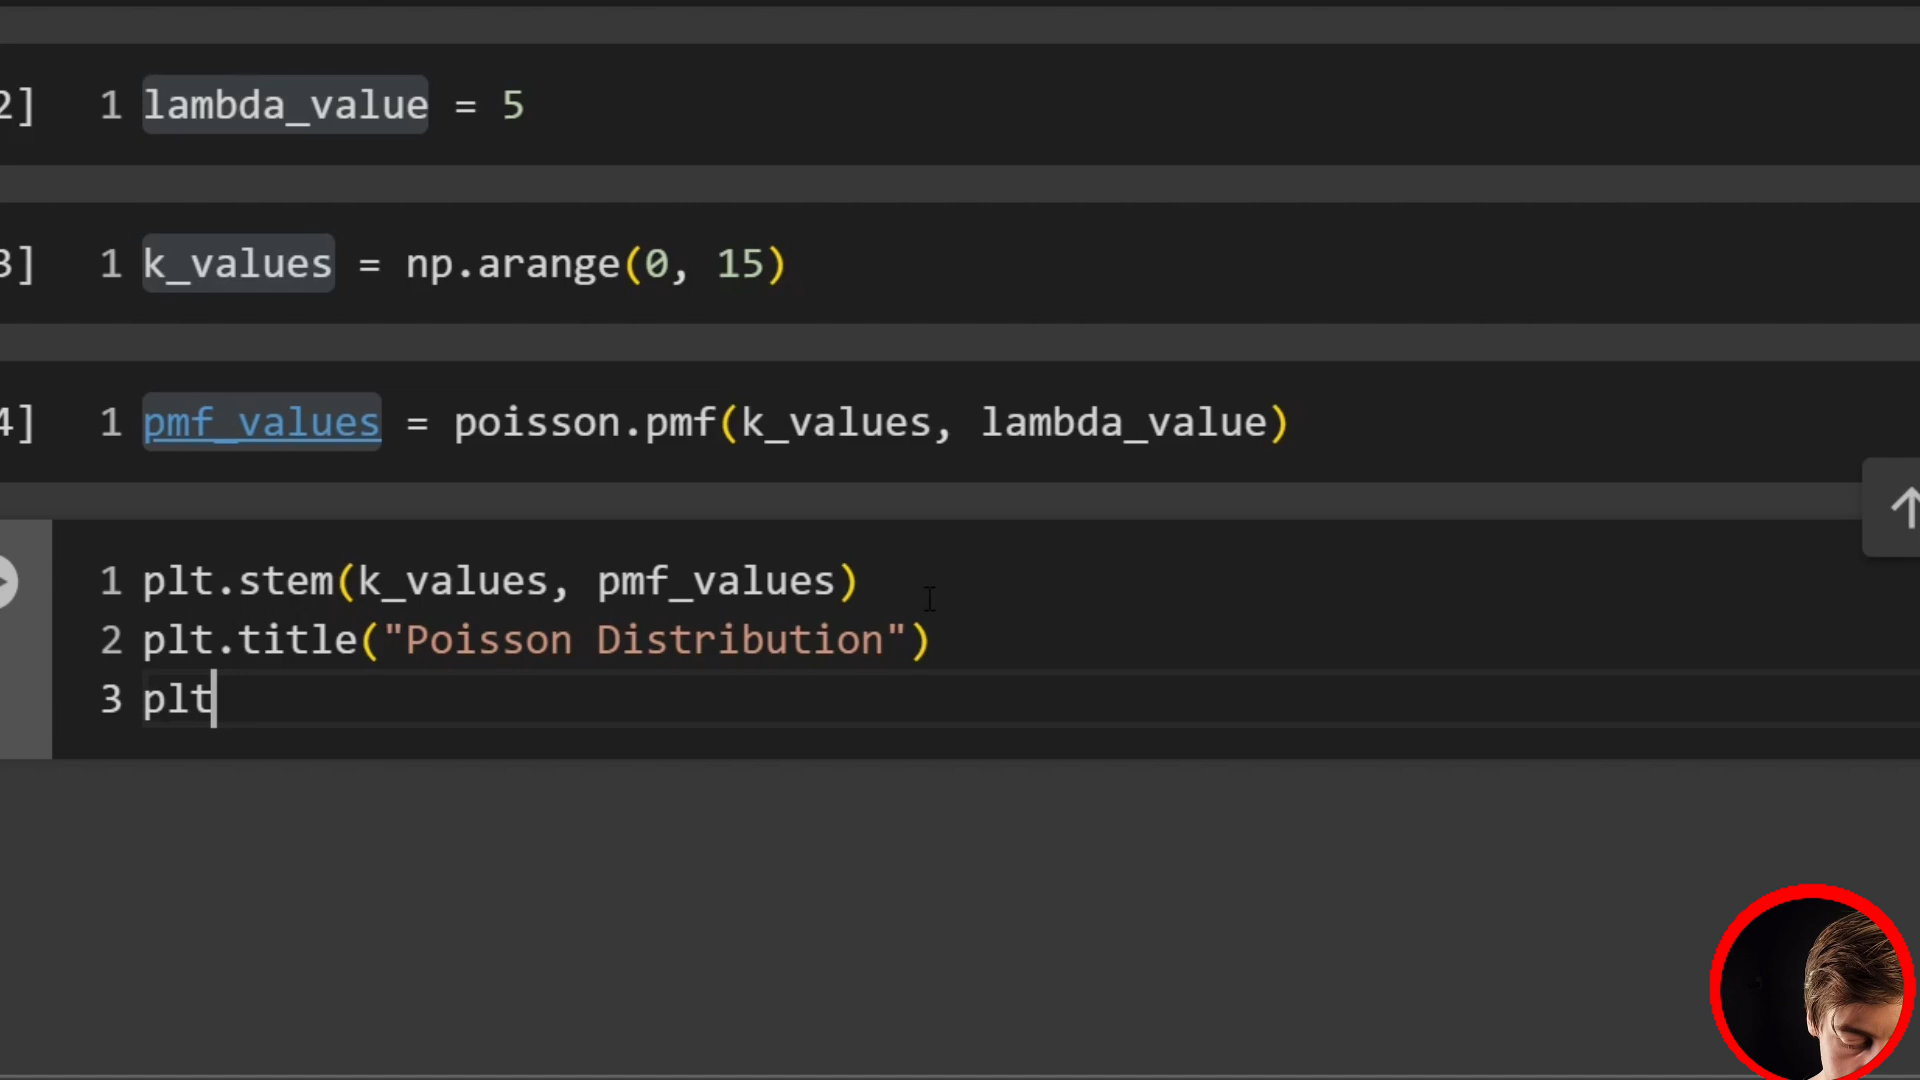 2] 1 lambda_value = 5
3] 1 k_values = np.arange(0, 15)
4] 1 pmf_values = poisson.pmf(k_values, lambda_value)
1 plt.stem(k_values, pmf_values)
2 plt.title("Poisson Distribution")
3 plt